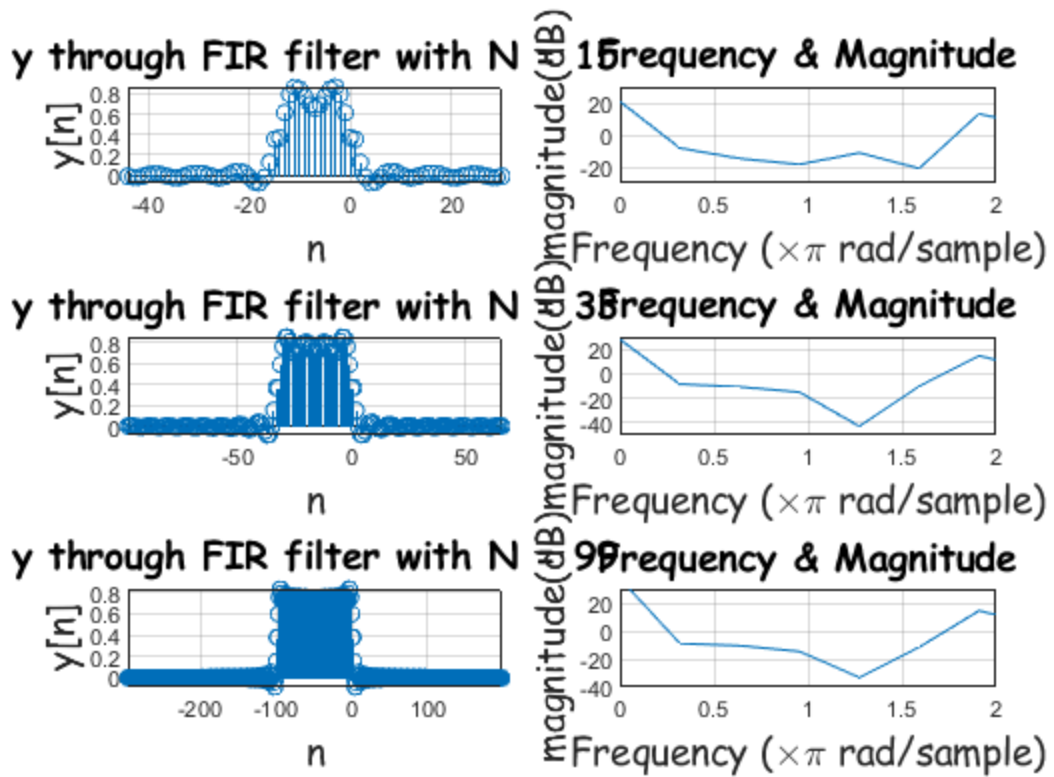 y through FIR filter with N 15
Frequency & Magnitude
y[n]
0.8
0.6
0.4
0.2
0
-40 -20 0 20
n
magnitude(dB)
20
0
-20
0 0.5 1 1.5 2
Frequency (×π rad/sample)
y through FIR filter with N 33
Frequency & Magnitude
y[n]
0.8
0.6
0.4
0.2
0
-50 0 50
n
magnitude(dB)
20
0
-20
-40
0 0.5 1 1.5 2
Frequency (×π rad/sample)
y through FIR filter with N 99
Frequency & Magnitude
y[n]
0.8
0.6
0.4
0.2
0
-200 -100 0 100
n
magnitude(dB)
20
0
-20
-40
0 0.5 1 1.5 2
Frequency (×π rad/sample)